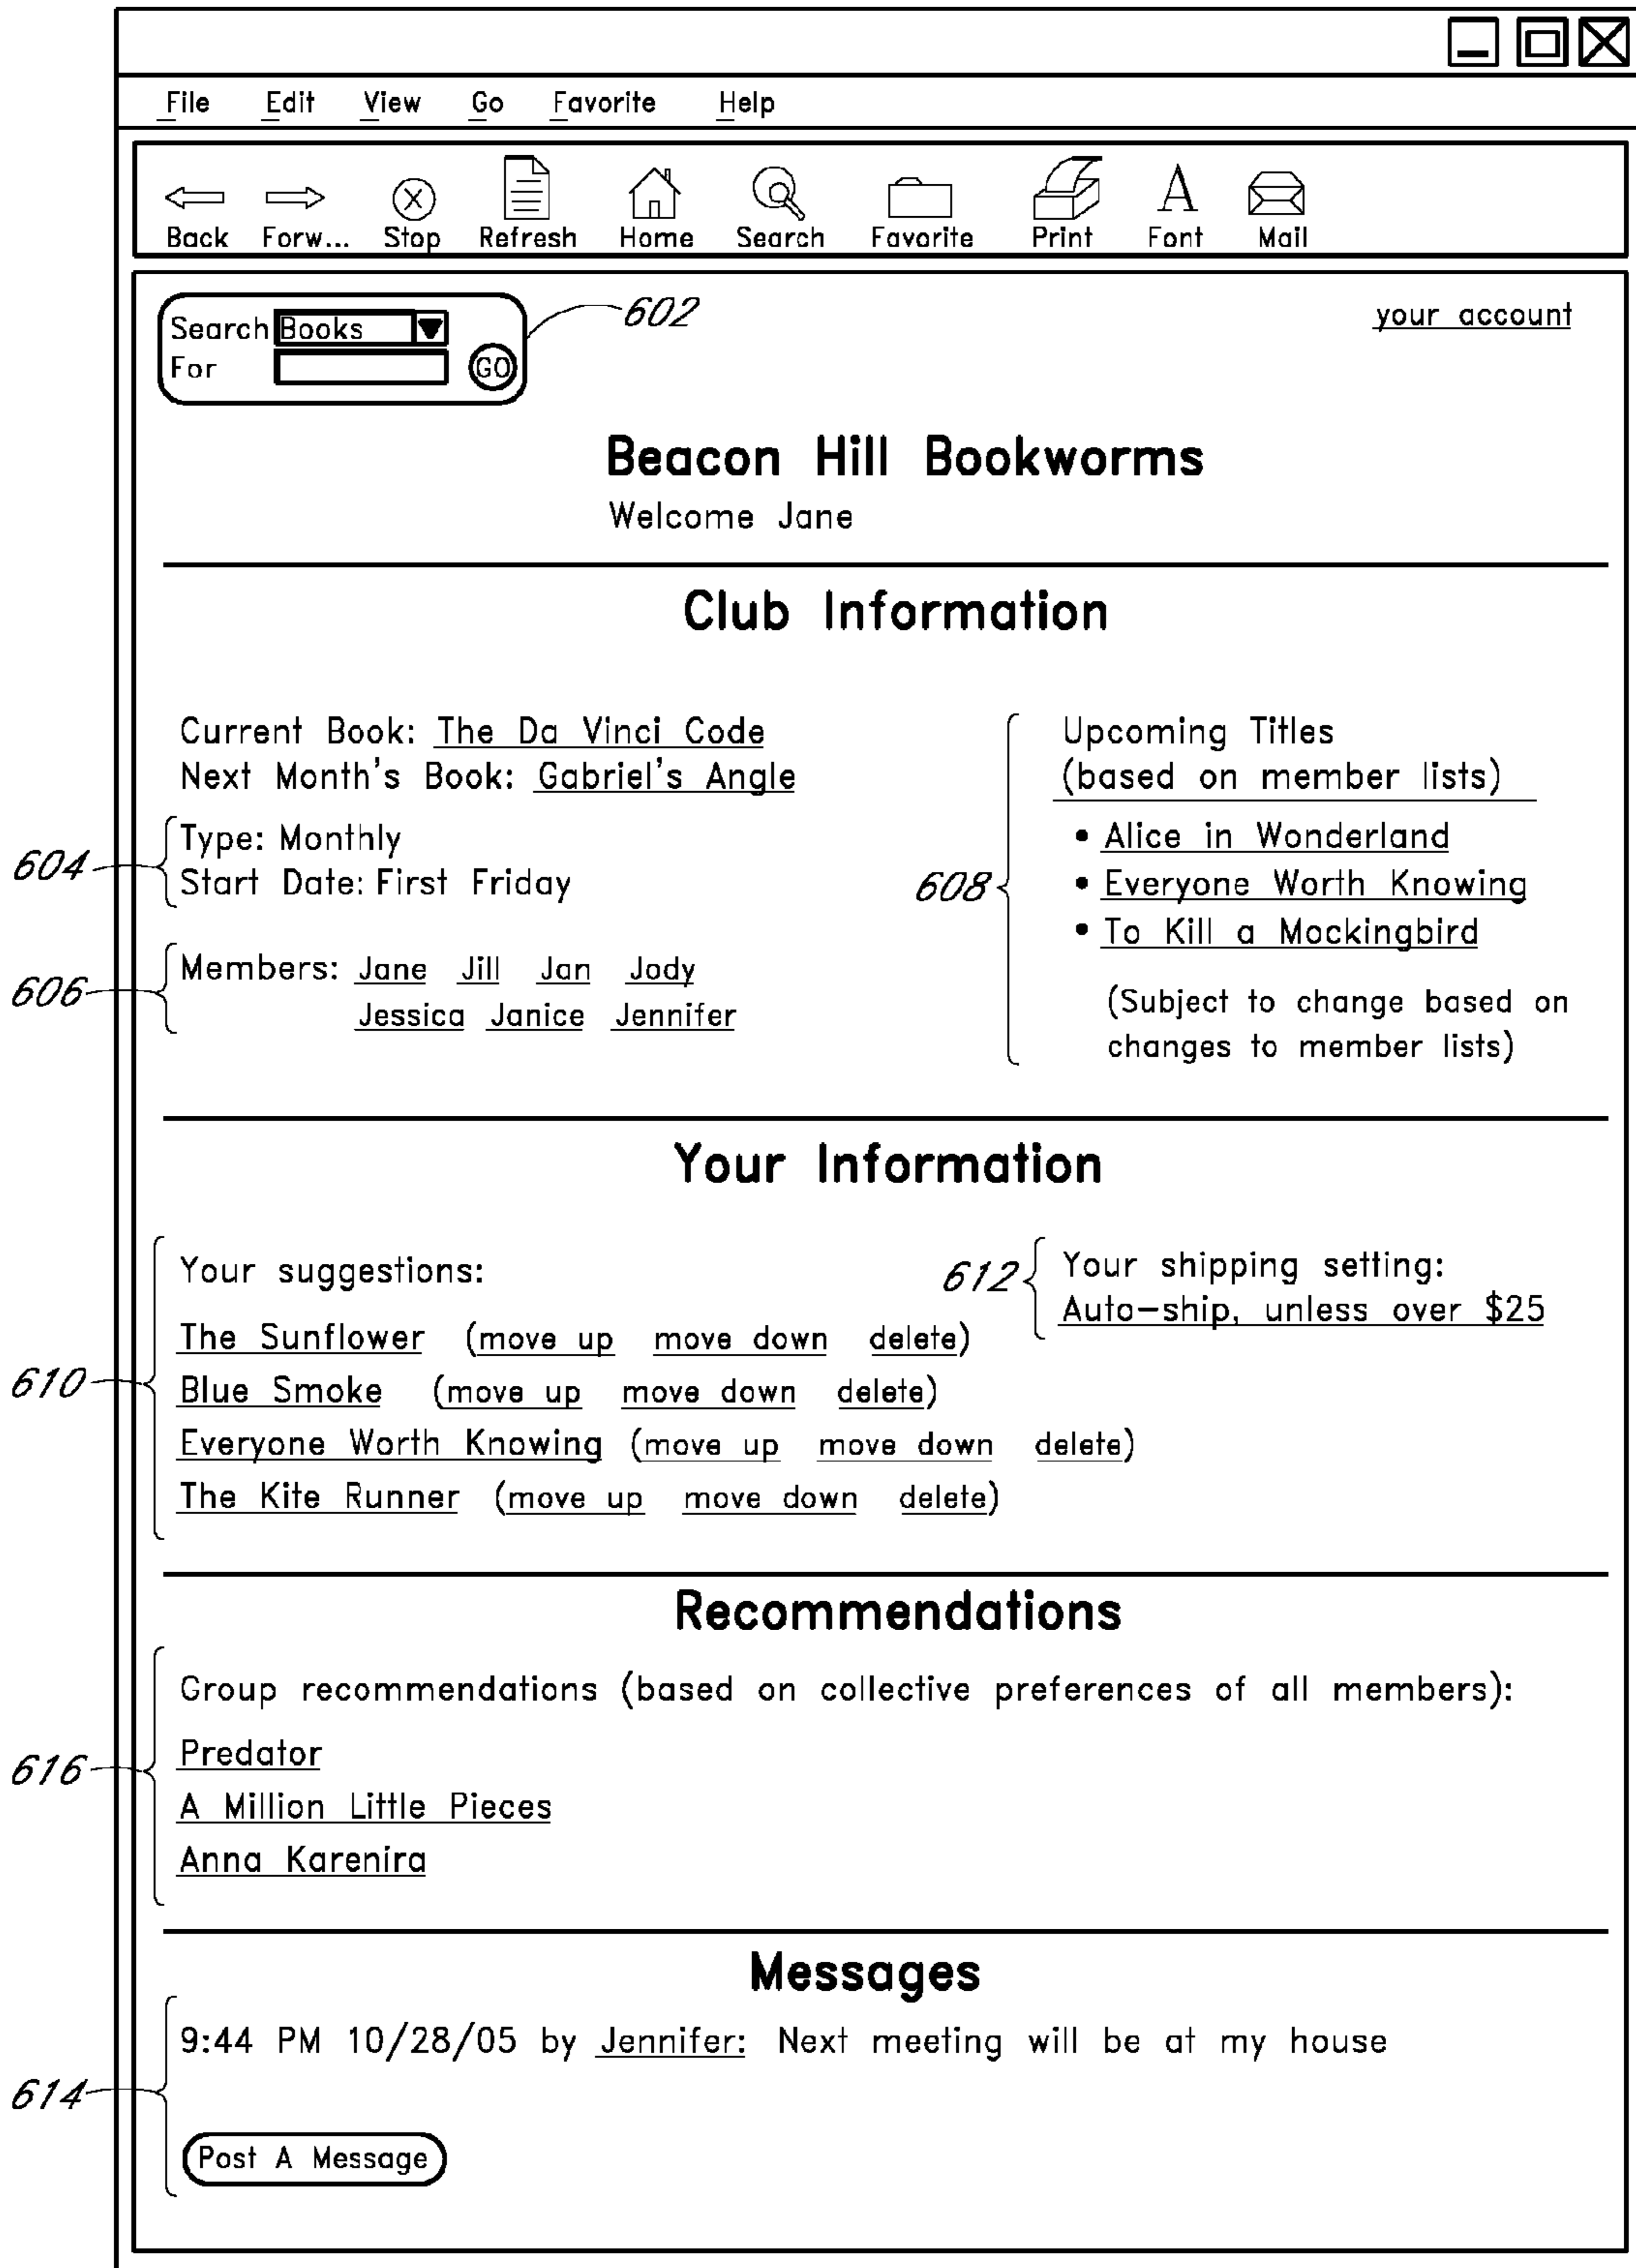 File Edit View Go Favorite Help
Back Forw... Stop Refresh Home Search Favorite A Print Font Mail
Search Books
For GO
602
your account
Beacon Hill Bookworms
Welcome Jane
Club Information
Current Book: The Da Vinci Code
Next Month's Book: Gabriel's Angle
604
Type: Monthly
Start Date: First Friday
606
Members: Jane Jill Jan Jody
Jessica Janice Jennifer
608
Upcoming Titles
(based on member lists)
• Alice in Wonderland
• Everyone Worth Knowing
• To Kill a Mockingbird
(Subject to change based on
changes to member lists)
Your Information
610
Your suggestions:
The Sunflower (move up move down delete)
Blue Smoke (move up move down delete)
Everyone Worth Knowing (move up move down delete)
The Kite Runner (move up move down delete)
612
Your shipping setting:
Auto-ship, unless over $25
Recommendations
616
Group recommendations (based on collective preferences of all members):
Predator
A Million Little Pieces
Anna Karenira
Messages
614
9:44 PM 10/28/05 by Jennifer: Next meeting will be at my house
Post A Message